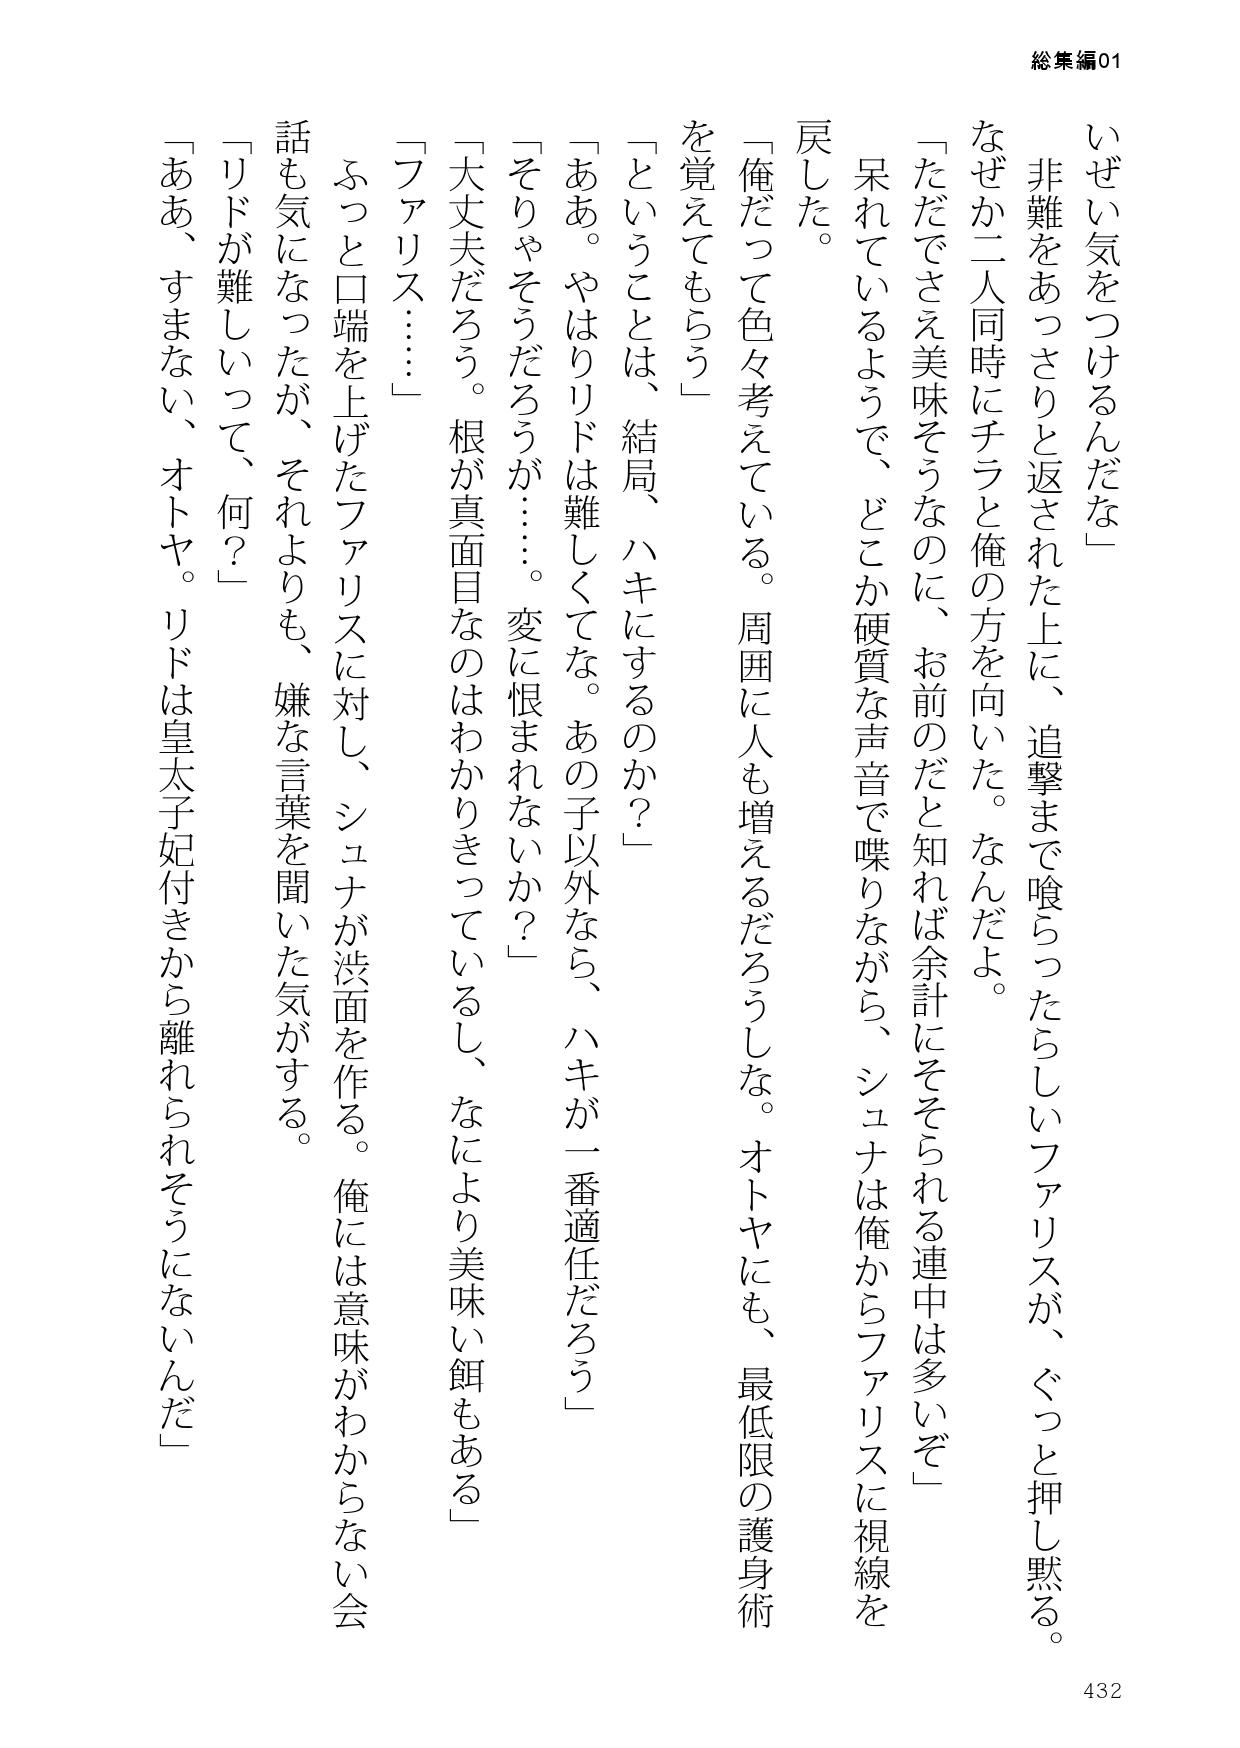 総集編01
いぜい気をつけるんだな」
　非難をあっさりと返された上に、追撃まで喰らったらしいファリスが、ぐっと押し黙る。
なぜか二人同時にチラと俺の方を向いた。なんだよ。
「ただでさえ美味そうなのに、お前のだと知れば余計にそそられる連中は多いぞ」
　呆れているようで、どこか硬質な声音で喋りながら、シュナは俺からファリスに視線を
戻した。
「俺だって色々考えている。周囲に人も増えるだろうしな。オトヤにも、最低限の護身術
を覚えてもらう」
「ということは、結局、ハキにするのか？」
「ああ。やはりリドは難しくてな。あの子以外なら、ハキが一番適任だろう」
「そりゃそうだろうが……。変に恨まれないか？」
「大丈夫だろう。根が真面目なのはわかりきっているし、なにより美味い餌もある」
「ファリス……」
　ふっと口端を上げたファリスに対し、シュナが渋面を作る。俺には意味がわからない会
話も気になったが、それよりも、嫌な言葉を聞いた気がする。
「リドが難しいって、何？」
「ああ、すまない、オトヤ。リドは皇太子妃付きから離れられそうにないんだ」
432